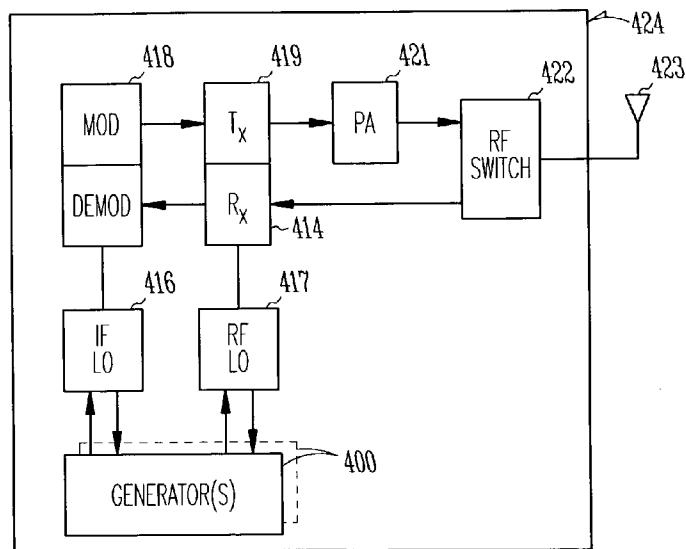 424
418
419
421
422
423
MOD
Tx
PA
RF
SWITCH
DEMOD
Rx
414
416
417
IF
LO
RF
LO
GENERATOR(S)
400